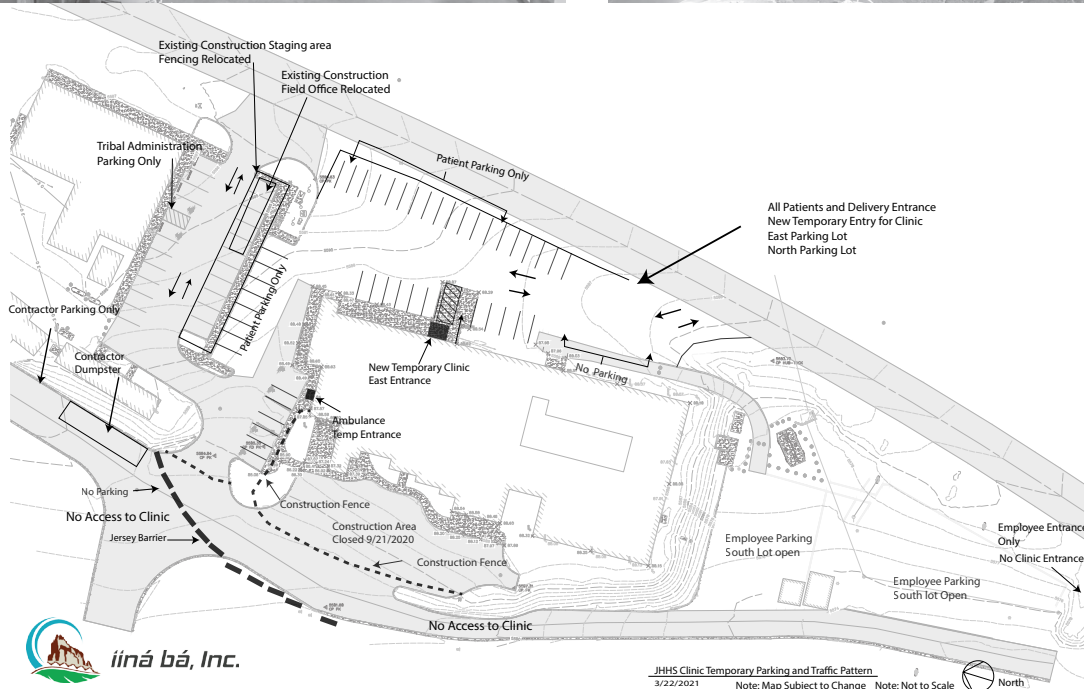 Existing Construction Staging area
Fencing Relocated
Existing Construction
Field Office Relocated
Tribal Administration
Parking Only
Patient Parking Only
All Patients and Delivery Entrance
New Temporary Entry for Clinic
East Parking Lot
North Parking Lot
Patient Parking Only
Contractor Parking Only
Contractor
Dumpster
New Temporary Clinic
East Entrance
No Parking
Ambulance
Temp Entrance
No Parking
No Access to Clinic
Jersey Barrier
Construction Fence
Construction Area
Closed 9/21/2020
Construction Fence
Employee Parking
South Lot open
Employee Entrance
Only
No Clinic Entrance
Employee Parking
South lot Open
No Access to Clinic
iiná bá, Inc.
JHHS Clinic Temporary Parking and Traffic Pattern
3/22/2021 Note: Map Subject to Change Note: Not to Scale
North